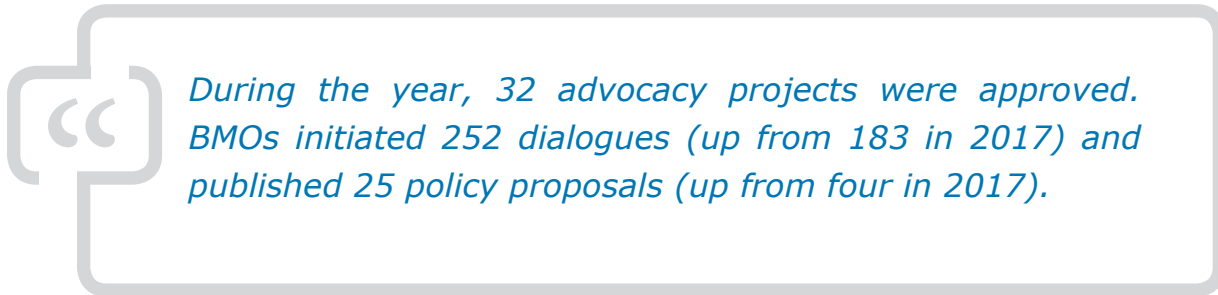 During the year, 32 advocacy projects were approved.
BMOs initiated 252 dialogues (up from 183 in 2017) and
published 25 policy proposals (up from four in 2017).